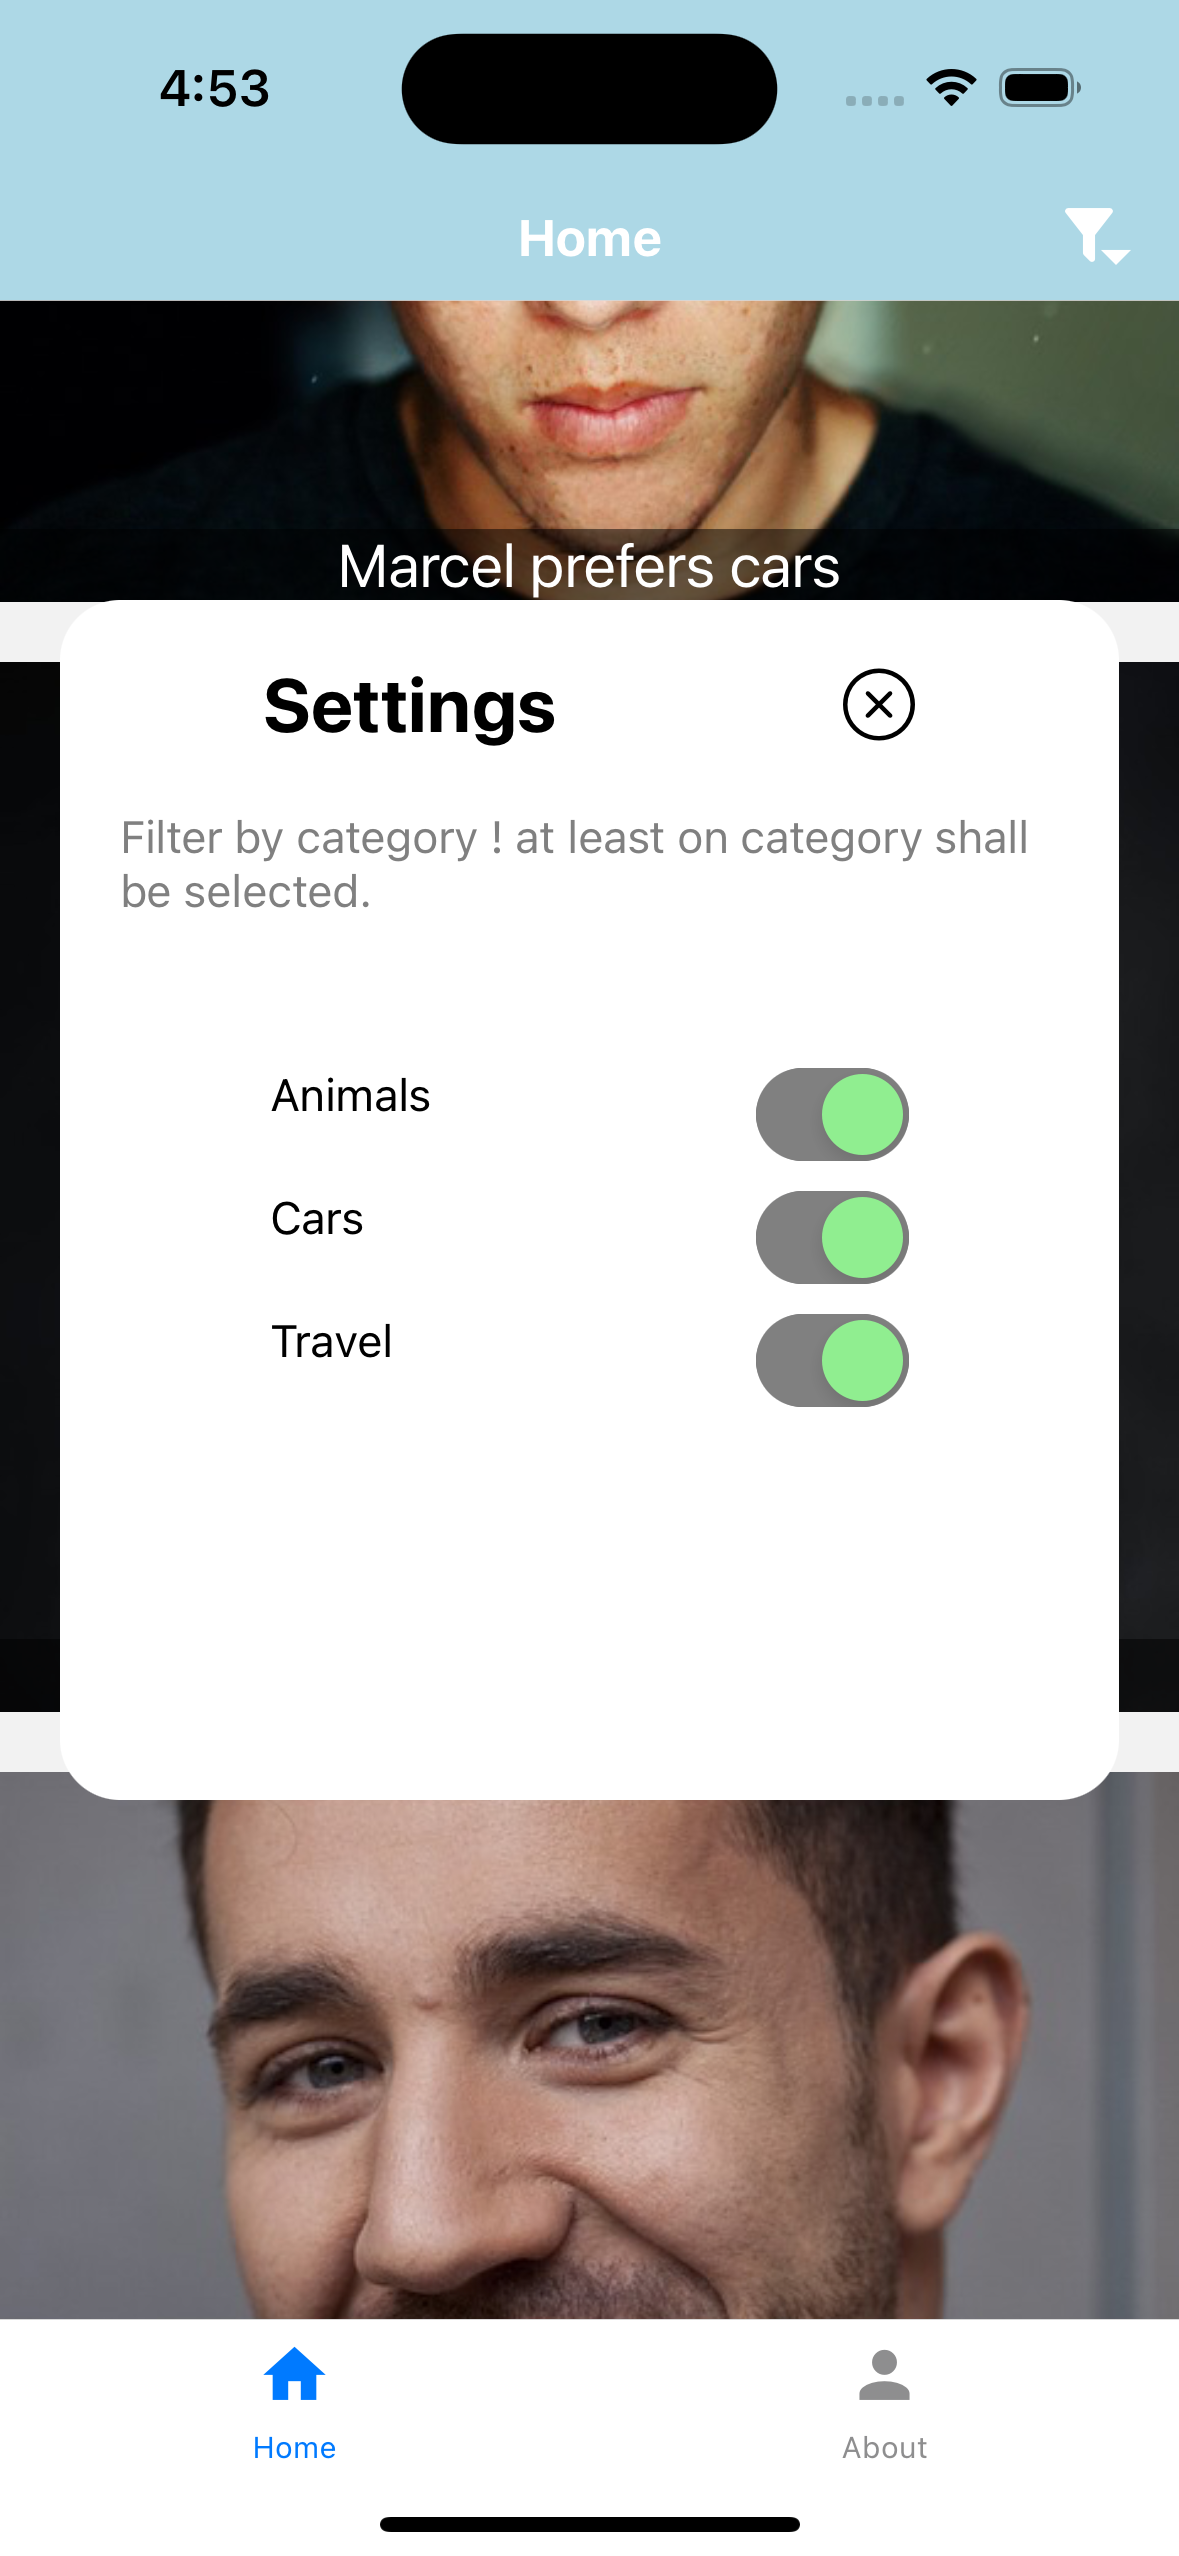 4:53
Home
Marcel prefers cars
Settings
Filter by category ! at least on category shall
be selected.
Animals
Cars
Travel
Home
About